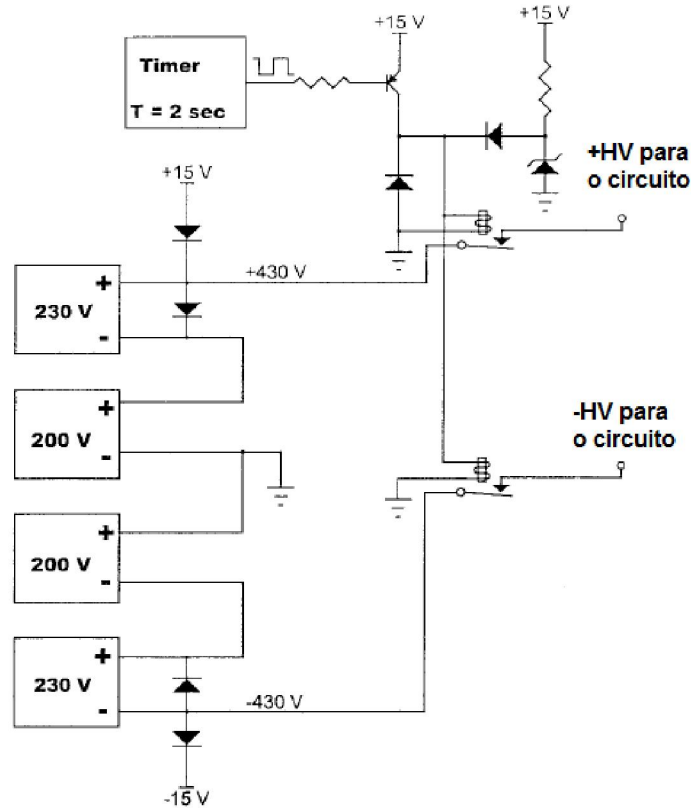 +15 V
+15 V
Timer
T = 2 sec
+HV para
o circuito
+15 V
+430 V
+
230 V
-
+
200 V
-
-HV para
o circuito
+
200 V
-
+
230 V
-
-430 V
-15 V